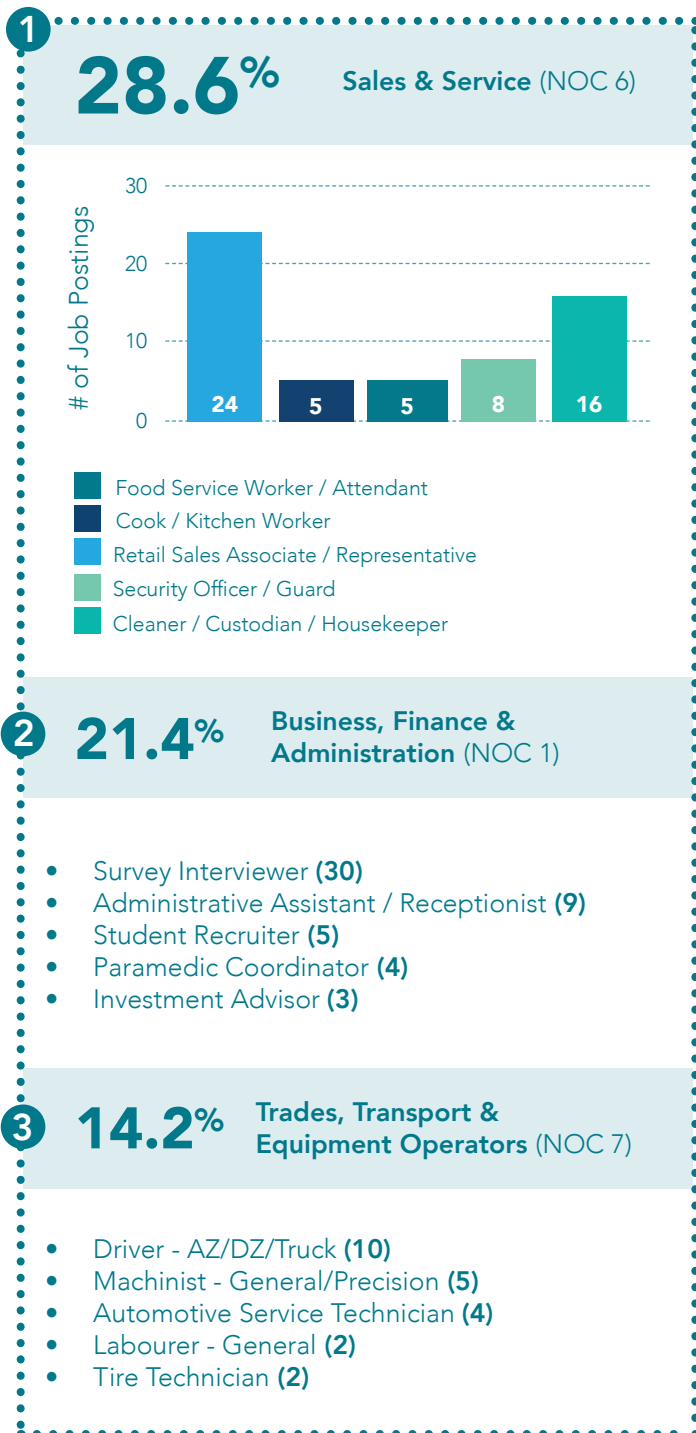 1
28.6% Sales & Service (NOC 6)
# of Job Postings
30
20
10
0
24 5 5 8 16
Food Service Worker / Attendant
Cook / Kitchen Worker
Retail Sales Associate / Representative
Security Officer / Guard
Cleaner / Custodian / Housekeeper
2
21.4% Business, Finance &
Administration (NOC 1)
• Survey Interviewer (30)
• Administrative Assistant / Receptionist (9)
• Student Recruiter (5)
• Paramedic Coordinator (4)
• Investment Advisor (3)
3
14.2% Trades, Transport &
Equipment Operators (NOC 7)
• Driver - AZ/DZ/Truck (10)
• Machinist - General/Precision (5)
• Automotive Service Technician (4)
• Labourer - General (2)
• Tire Technician (2)